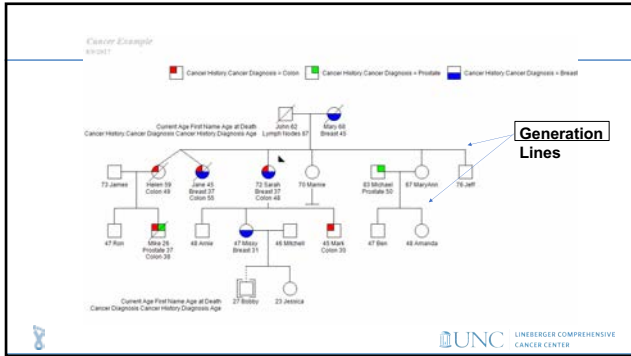 Cancer Example
Cancer History Cancer Diagnosis = Colon
Cancer History Cancer Diagnosis = Prostate
Cancer History Cancer Diagnosis = Breast
Current Age First Name Age at Death
Cancer History Cancer Diagnosis Cancer History Diagnosis Age
John 62
Lymph Nodes 57
Mary 68
Breast 45
Generation
Lines
73 James
Helen 59
Colon 49
Jane 45
Breast 37
Colon 55
72 Sarah
Breast 37
Colon 48
70 Marnie
83 Michael
Prostate 50
67 MaryAnn
78 Jeff
47 Ron
Mike 26
Prostate 37
Colon 38
48 Arnie
47 Missy
Breast 31
46 Mitchell
45 Mark
Colon 30
47 Ben
48 Amanda
Current Age First Name Age at Death
Cancer Diagnosis Cancer History Diagnosis Age
27 Bobby
23 Jessica
UNC
LINEBERGER COMPREHENSIVE
CANCER CENTER